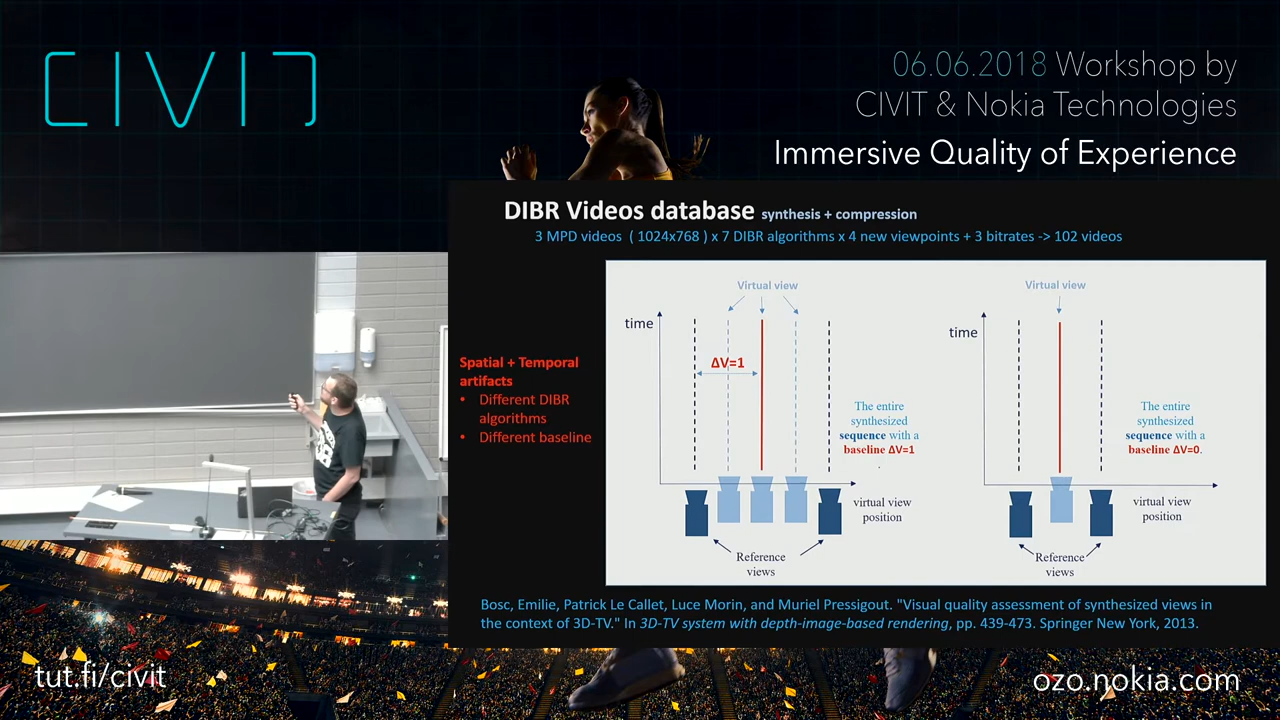 CIVIT
06.06.2018 Workshop by
CIVIT & Nokia Technologies
Immersive Quality of Experience
DIBR Videos database synthesis + compression
3 MPD videos ( 1024x768 ) x 7 DIBR algorithms x 4 new viewpoints + 3 bitrates -> 102 videos
Spatial + Temporal
artifacts
• Different DIBR
algorithms
• Different baseline
Virtual view
time
ΔV=1
The entire
synthesized
sequence with a
baseline ΔV=1
.
virtual view
position
Reference
views
Virtual view
time
The entire
synthesized
sequence with a
baseline ΔV=0.
virtual view
position
Reference
views
Bosc, Emilie, Patrick Le Callet, Luce Morin, and Muriel Pressigout. "Visual quality assessment of synthesized views in
the context of 3D-TV." In 3D-TV system with depth-image-based rendering, pp. 439-473. Springer New York, 2013.
tut.fi/civit
ozo.nokia.com